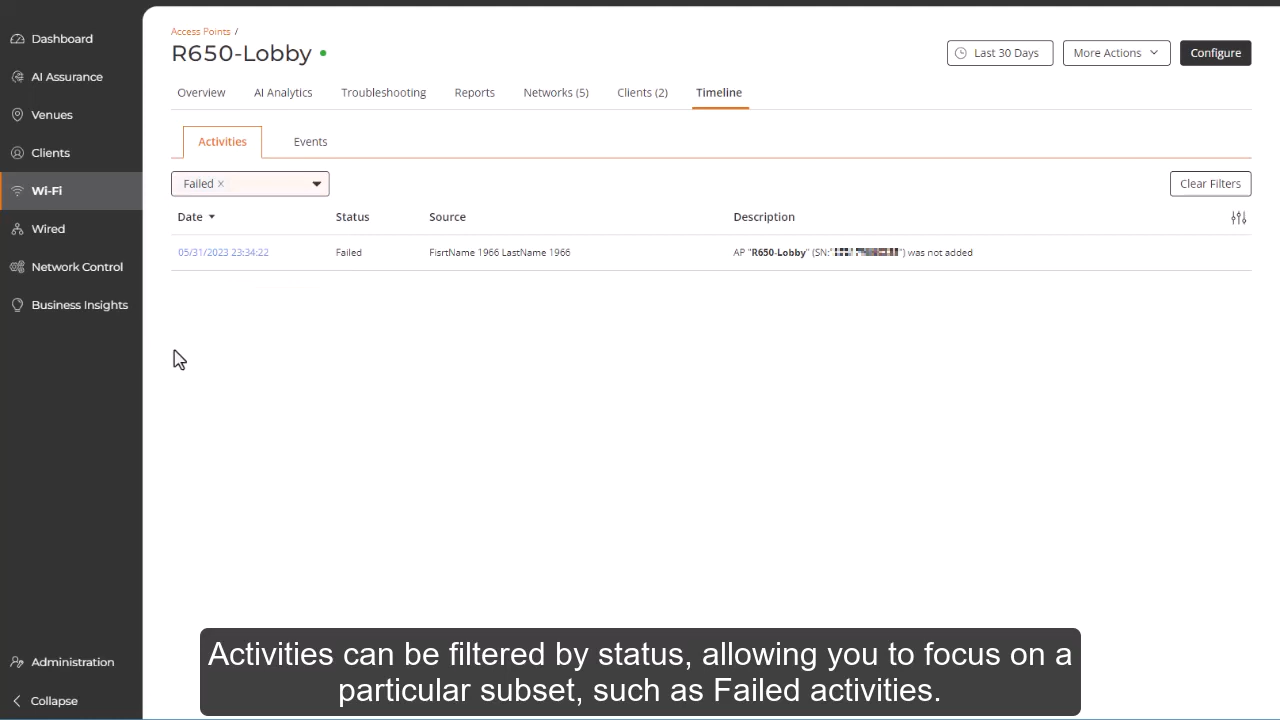 Dashboard
AI Assurance
Venues
Clients
Wi-Fi
Wired
Network Control
Business Insights
Administration
Collapse
Access Points /
R650-Lobby
Last 30 Days
More Actions
Configure
Overview
AI Analytics
Troubleshooting
Reports
Networks (5)
Clients (2)
Timeline
Activities
Events
Failed ×
Clear Filters
Date
Status
Source
Description
05/31/2023 23:34:22
Failed
FisrtName 1966 LastName 1966
AP "R650-Lobby" (SN:" ") was not added
Activities can be filtered by status, allowing you to focus on a
particular subset, such as Failed activities.